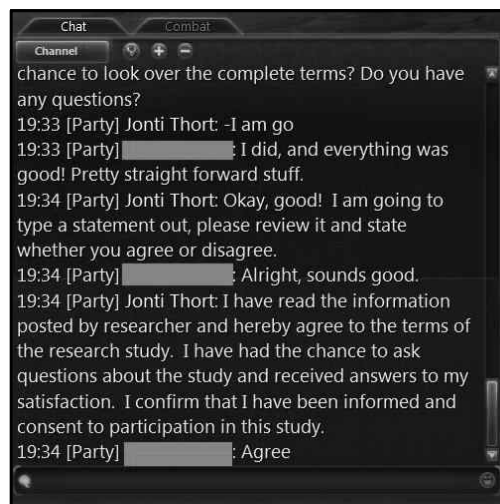 Chat
Combat
Channel
chance to look over the complete terms? Do you have
any questions?
19:33 [Party] Jonti Thort: -I am go
19:33 [Party] : I did, and everything was
good! Pretty straight forward stuff.
19:34 [Party] Jonti Thort: Okay, good! I am going to
type a statement out, please review it and state
whether you agree or disagree.
19:34 [Party] : Alright, sounds good.
19:34 [Party] Jonti Thort: I have read the information
posted by researcher and hereby agree to the terms of
the research study. I have had the chance to ask
questions about the study and received answers to my
satisfaction. I confirm that I have been informed and
consent to participation in this study.
19:34 [Party] : Agree